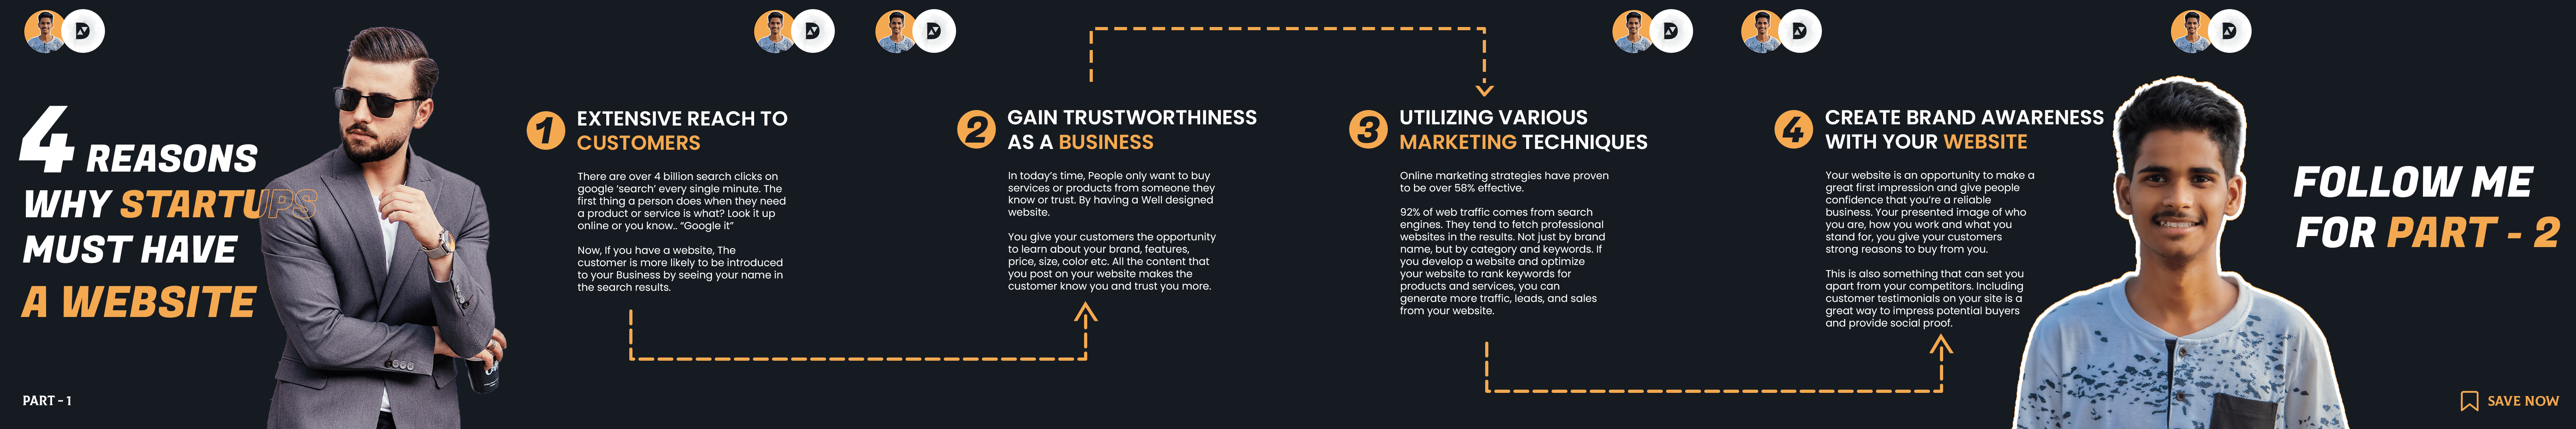 4 REASONS
WHY STARTUPS
MUST HAVE
A WEBSITE
PART - 1
1
EXTENSIVE REACH TO
CUSTOMERS
There are over 4 billion search clicks on
google ‘search’ every single minute. The
first thing a person does when they need
a product or service is what? Look it up
online or you know.. “Google it”
Now, If you have a website, The
customer is more likely to be introduced
to your Business by seeing your name in
the search results.
2
GAIN TRUSTWORTHINESS
AS A BUSINESS
In today’s time, People only want to buy
services or products from someone they
know or trust. By having a Well designed
website.
You give your customers the opportunity
to learn about your brand, features,
price, size, color etc. All the content that
you post on your website makes the
customer know you and trust you more.
3
UTILIZING VARIOUS
MARKETING TECHNIQUES
Online marketing strategies have proven
to be over 58% effective.
92% of web traffic comes from search
engines. They tend to fetch professional
websites in the results. Not just by brand
name, but by category and keywords. If
you develop a website and optimize
your website to rank keywords for
products and services, you can
generate more traffic, leads, and sales
from your website.
4
CREATE BRAND AWARENESS
WITH YOUR WEBSITE
Your website is an opportunity to make a
great first impression and give people
confidence that you’re a reliable
business. Your presented image of who
you are, how you work and what you
stand for, you give your customers
strong reasons to buy from you.
This is also something that can set you
apart from your competitors. Including
customer testimonials on your site is a
great way to impress potential buyers
and provide social proof.
FOLLOW ME
FOR PART - 2
SAVE NOW